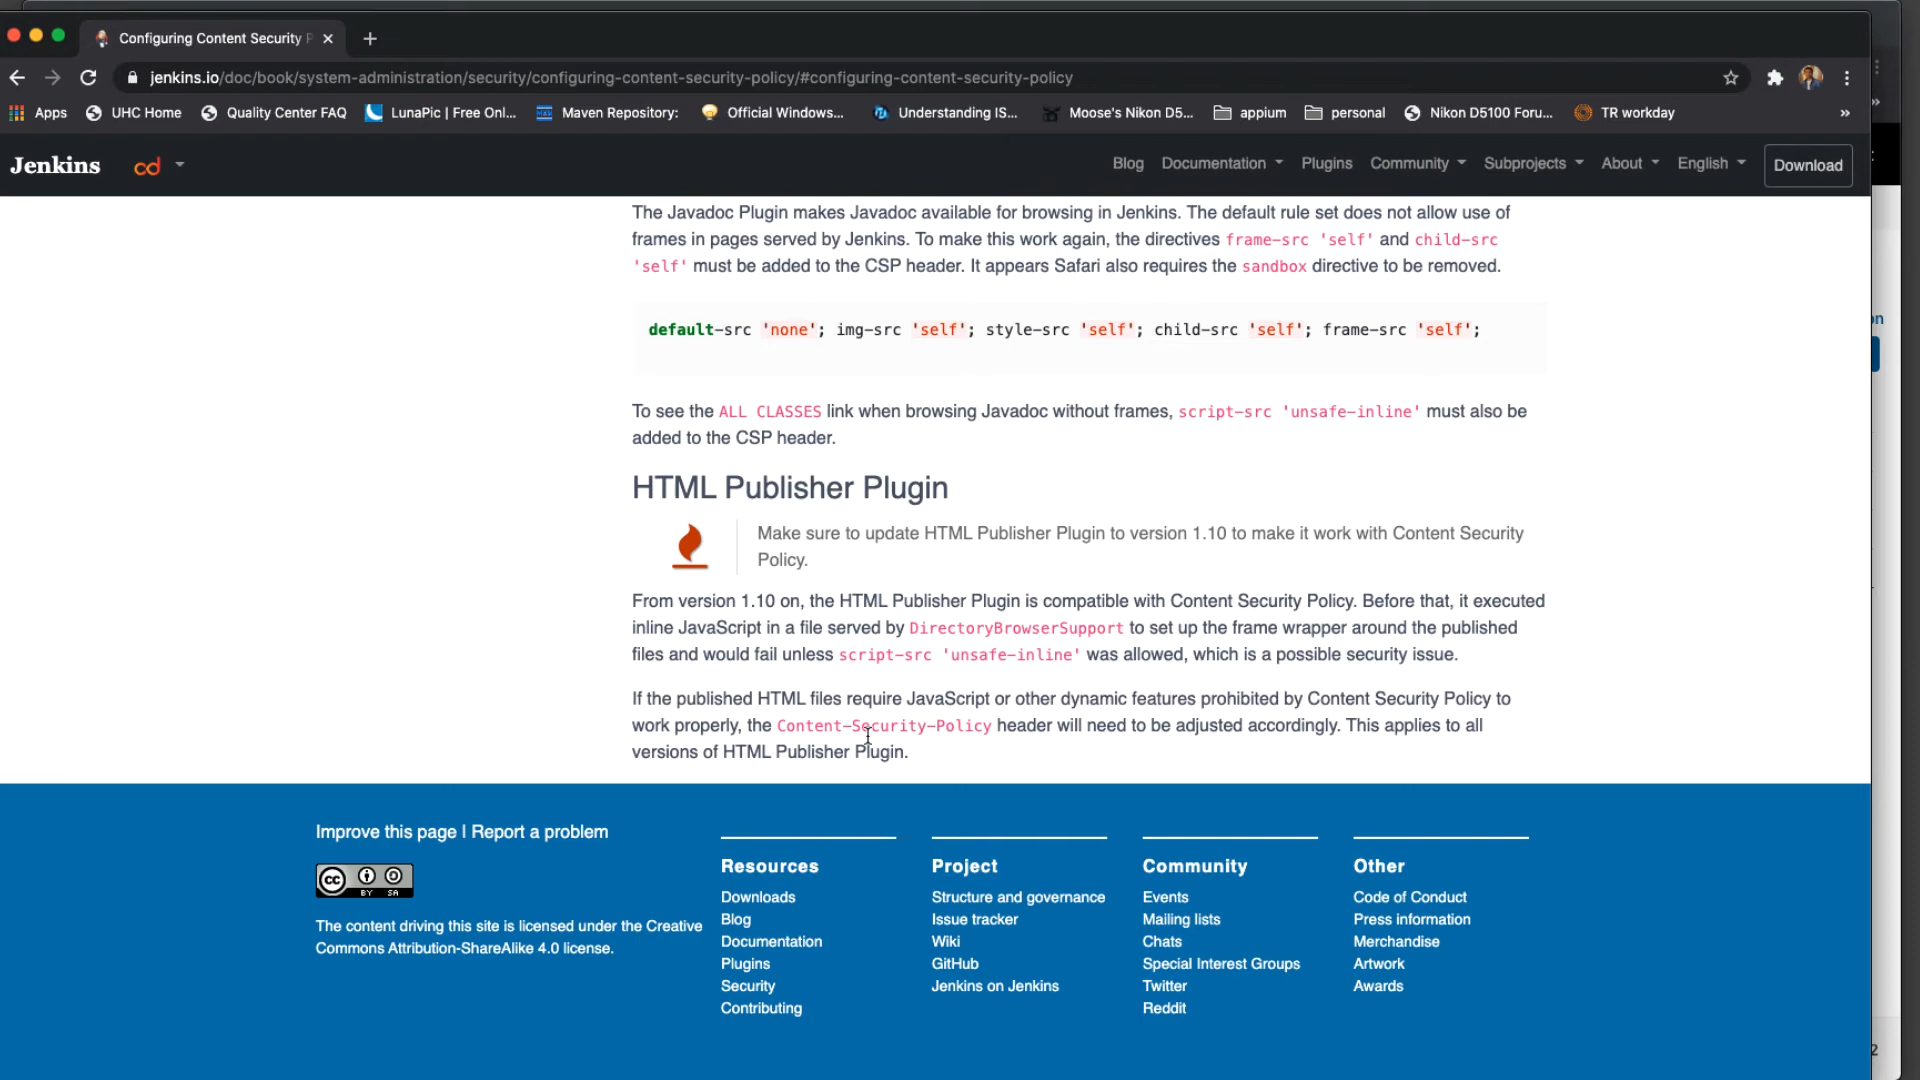 Configuring Content Security P
jenkins.io/doc/book/system-administration/security/configuring-content-security-policy/#configuring-content-security-policy
Apps UHC Home Quality Center FAQ LunaPic | Free Onl... Maven Repository: Official Windows... Understanding IS... Moose's Nikon D5... appium personal Nikon D5100 Foru... TR workday »
Jenkins cd Blog Documentation Plugins Community Subprojects About English Download
The Javadoc Plugin makes Javadoc available for browsing in Jenkins. The default rule set does not allow use of
frames in pages served by Jenkins. To make this work again, the directives frame-src 'self' and child-src
'self' must be added to the CSP header. It appears Safari also requires the sandbox directive to be removed.
default-src 'none'; img-src 'self'; style-src 'self'; child-src 'self'; frame-src 'self';
To see the ALL CLASSES link when browsing Javadoc without frames, script-src 'unsafe-inline' must also be
added to the CSP header.
HTML Publisher Plugin
Make sure to update HTML Publisher Plugin to version 1.10 to make it work with Content Security
Policy.
From version 1.10 on, the HTML Publisher Plugin is compatible with Content Security Policy. Before that, it executed
inline JavaScript in a file served by DirectoryBrowserSupport to set up the frame wrapper around the published
files and would fail unless script-src 'unsafe-inline' was allowed, which is a possible security issue.
If the published HTML files require JavaScript or other dynamic features prohibited by Content Security Policy to
work properly, the Content-Security-Policy header will need to be adjusted accordingly. This applies to all
versions of HTML Publisher Plugin.
Improve this page | Report a problem
cc BY SA
The content driving this site is licensed under the Creative
Commons Attribution-ShareAlike 4.0 license.
Resources
Downloads
Blog
Documentation
Plugins
Security
Contributing
Project
Structure and governance
Issue tracker
Wiki
GitHub
Jenkins on Jenkins
Community
Events
Mailing lists
Chats
Special Interest Groups
Twitter
Reddit
Other
Code of Conduct
Press information
Merchandise
Artwork
Awards